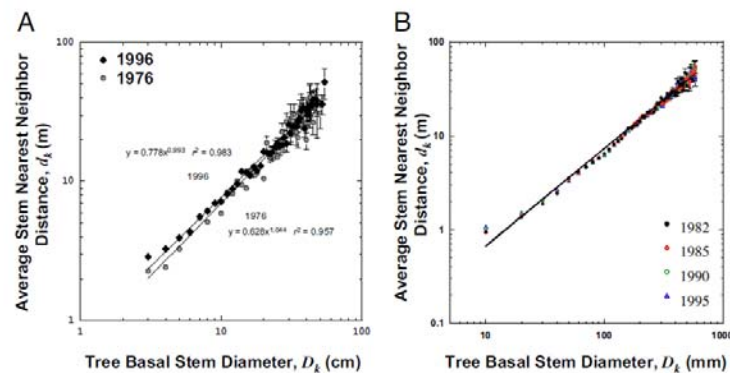 A
Average Stem Nearest Neighbor
Distance, d_k (m)
100
10
1
1996
1976
y = 0.778x^0.993 r² = 0.983
1996
1976
y = 0.628x^1.044 r² = 0.957
1 10 100
Tree Basal Stem Diameter, D_k (cm)
B
Average Stem Nearest Neighbor
Distance, d_k (m)
100
10
1
0.1
1982
1985
1990
1995
10 100 1000
Tree Basal Stem Diameter, D_k (mm)